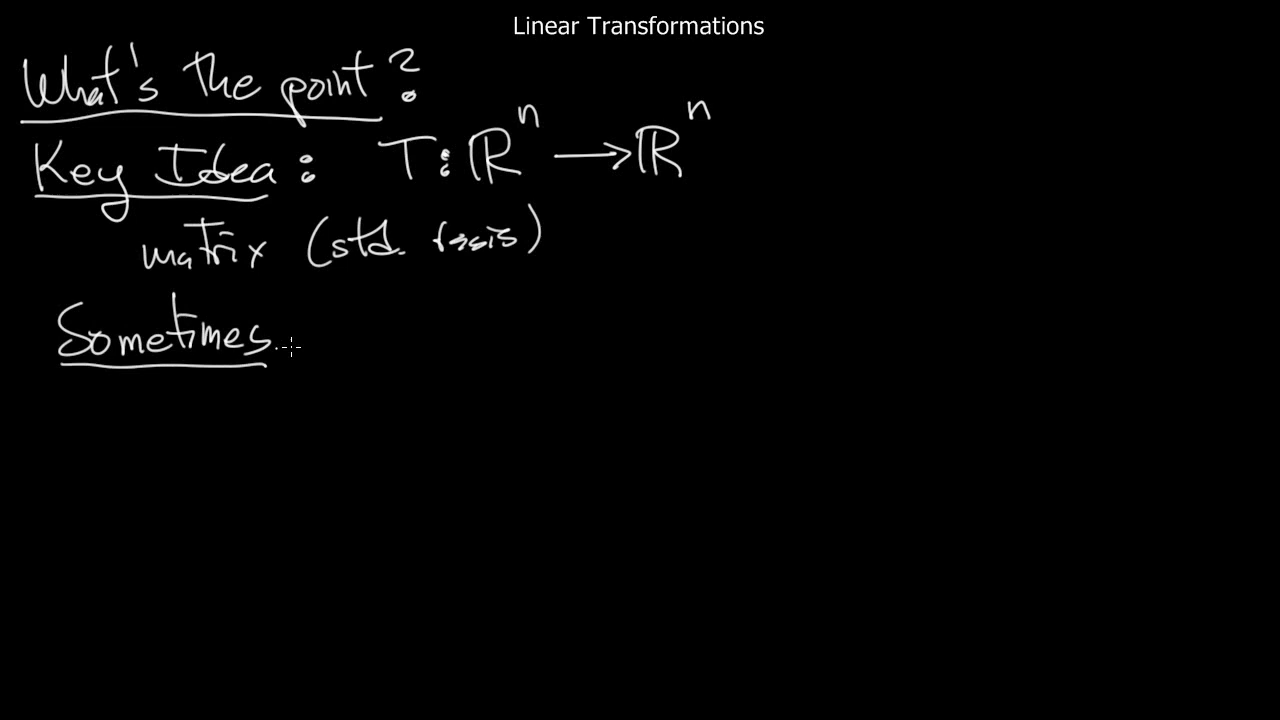 Linear Transformations
What's the point?
Key Idea: T: ℝⁿ → ℝⁿ
matrix (std. basis)
Sometimes